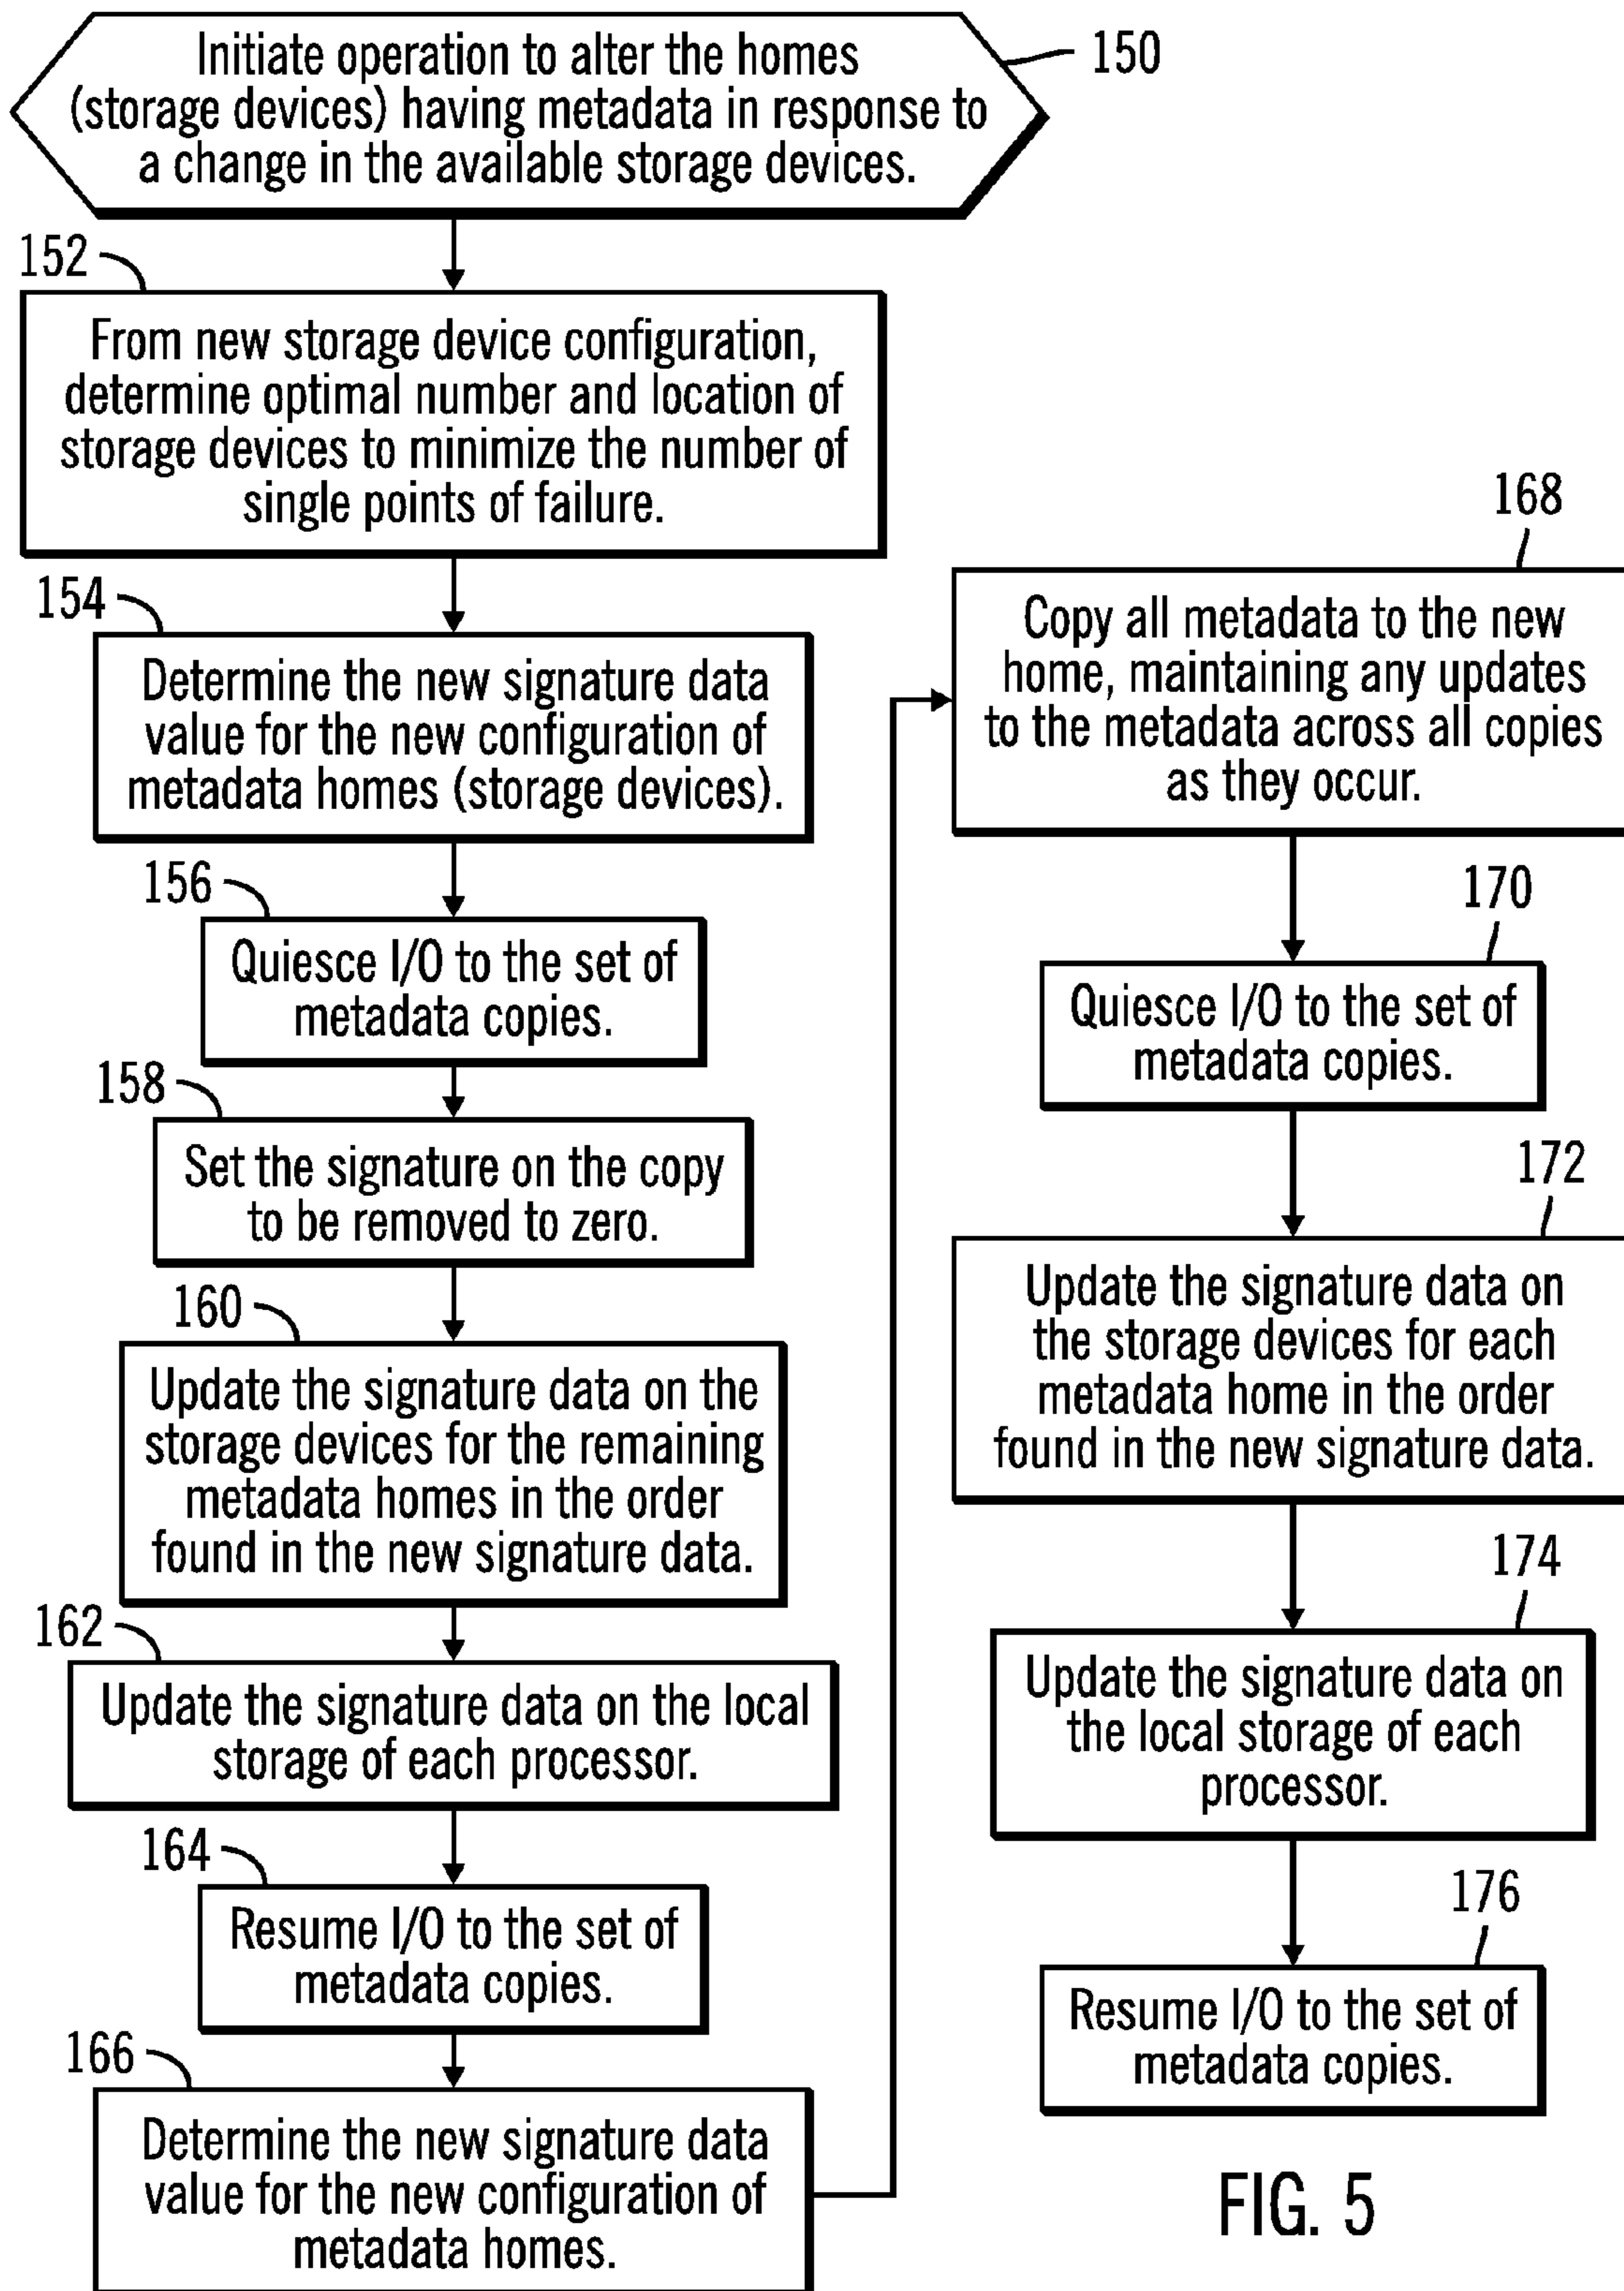 Initiate operation to alter the homes
(storage devices) having metadata in response to
a change in the available storage devices.
150
152
From new storage device configuration,
determine optimal number and location of
storage devices to minimize the number of
single points of failure.
154
Determine the new signature data
value for the new configuration of
metadata homes (storage devices).
156
Quiesce I/O to the set of
metadata copies.
158
Set the signature on the copy
to be removed to zero.
160
Update the signature data on the
storage devices for the remaining
metadata homes in the order
found in the new signature data.
162
Update the signature data on the local
storage of each processor.
164
Resume I/O to the set of
metadata copies.
166
Determine the new signature data
value for the new configuration of
metadata homes.
168
Copy all metadata to the new
home, maintaining any updates
to the metadata across all copies
as they occur.
170
Quiesce I/O to the set of
metadata copies.
172
Update the signature data on
the storage devices for each
metadata home in the order
found in the new signature data.
174
Update the signature data on
the local storage of each
processor.
176
Resume I/O to the set of
metadata copies.
FIG. 5